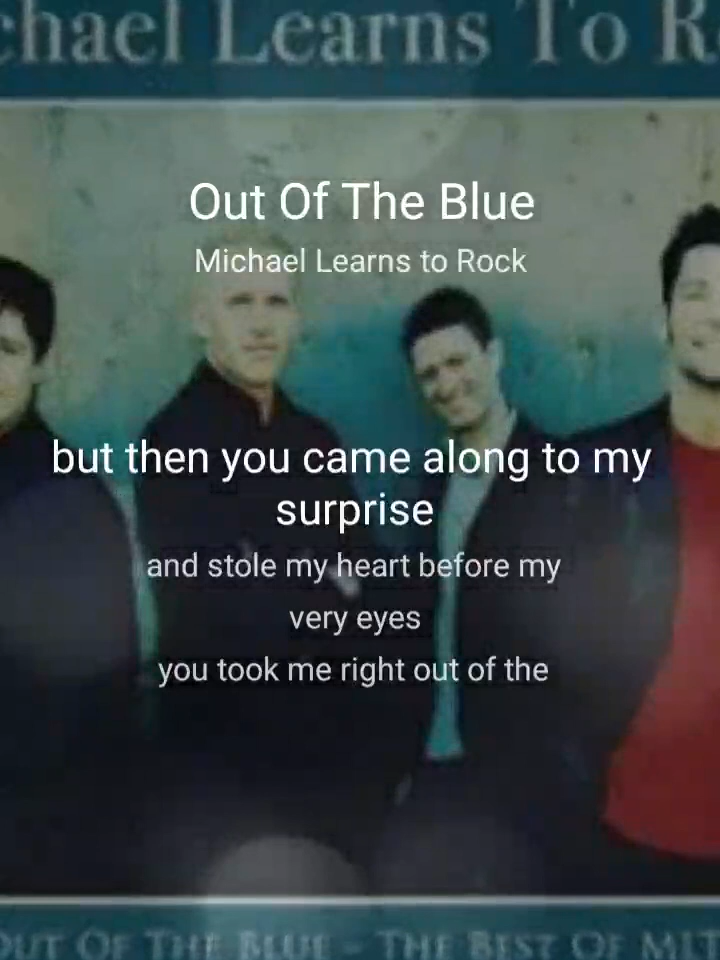 chael Learns To R
Out Of The Blue
Michael Learns to Rock
but then you came along to my
surprise
and stole my heart before my
very eyes
you took me right out of the
OUT OF THE BLUE – THE BEST OF MLT